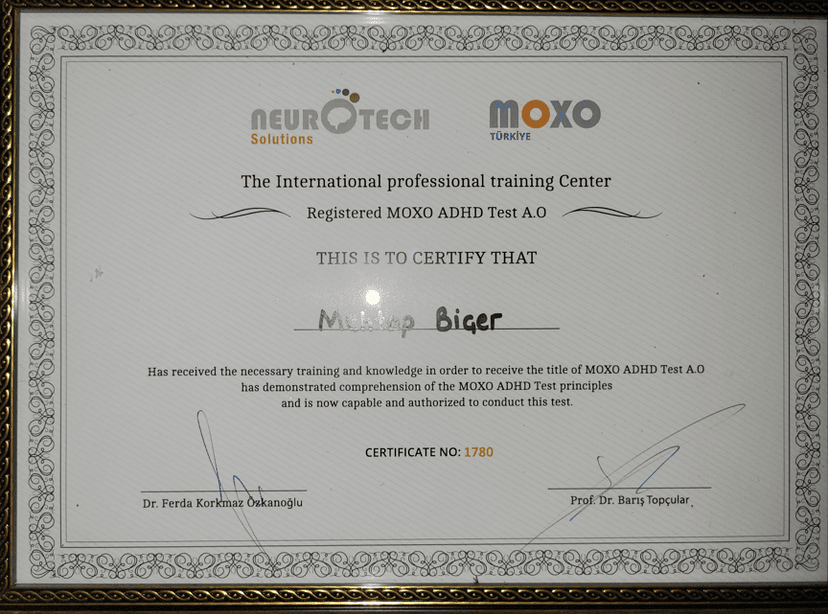 NEUROTECH
Solutions
MOXO
TÜRKİYE
The International professional training Center
Registered MOXO ADHD Test A.O
THIS IS TO CERTIFY THAT
Biger
Has received the necessary training and knowledge in order to receive the title of MOXO ADHD Test A.O
has demonstrated comprehension of the MOXO ADHD Test principles
and is now capable and authorized to conduct this test.
CERTIFICATE NO: 1780
Dr. Ferda Korkmaz Özkanoğlu
Prof. Dr. Barış Topçular